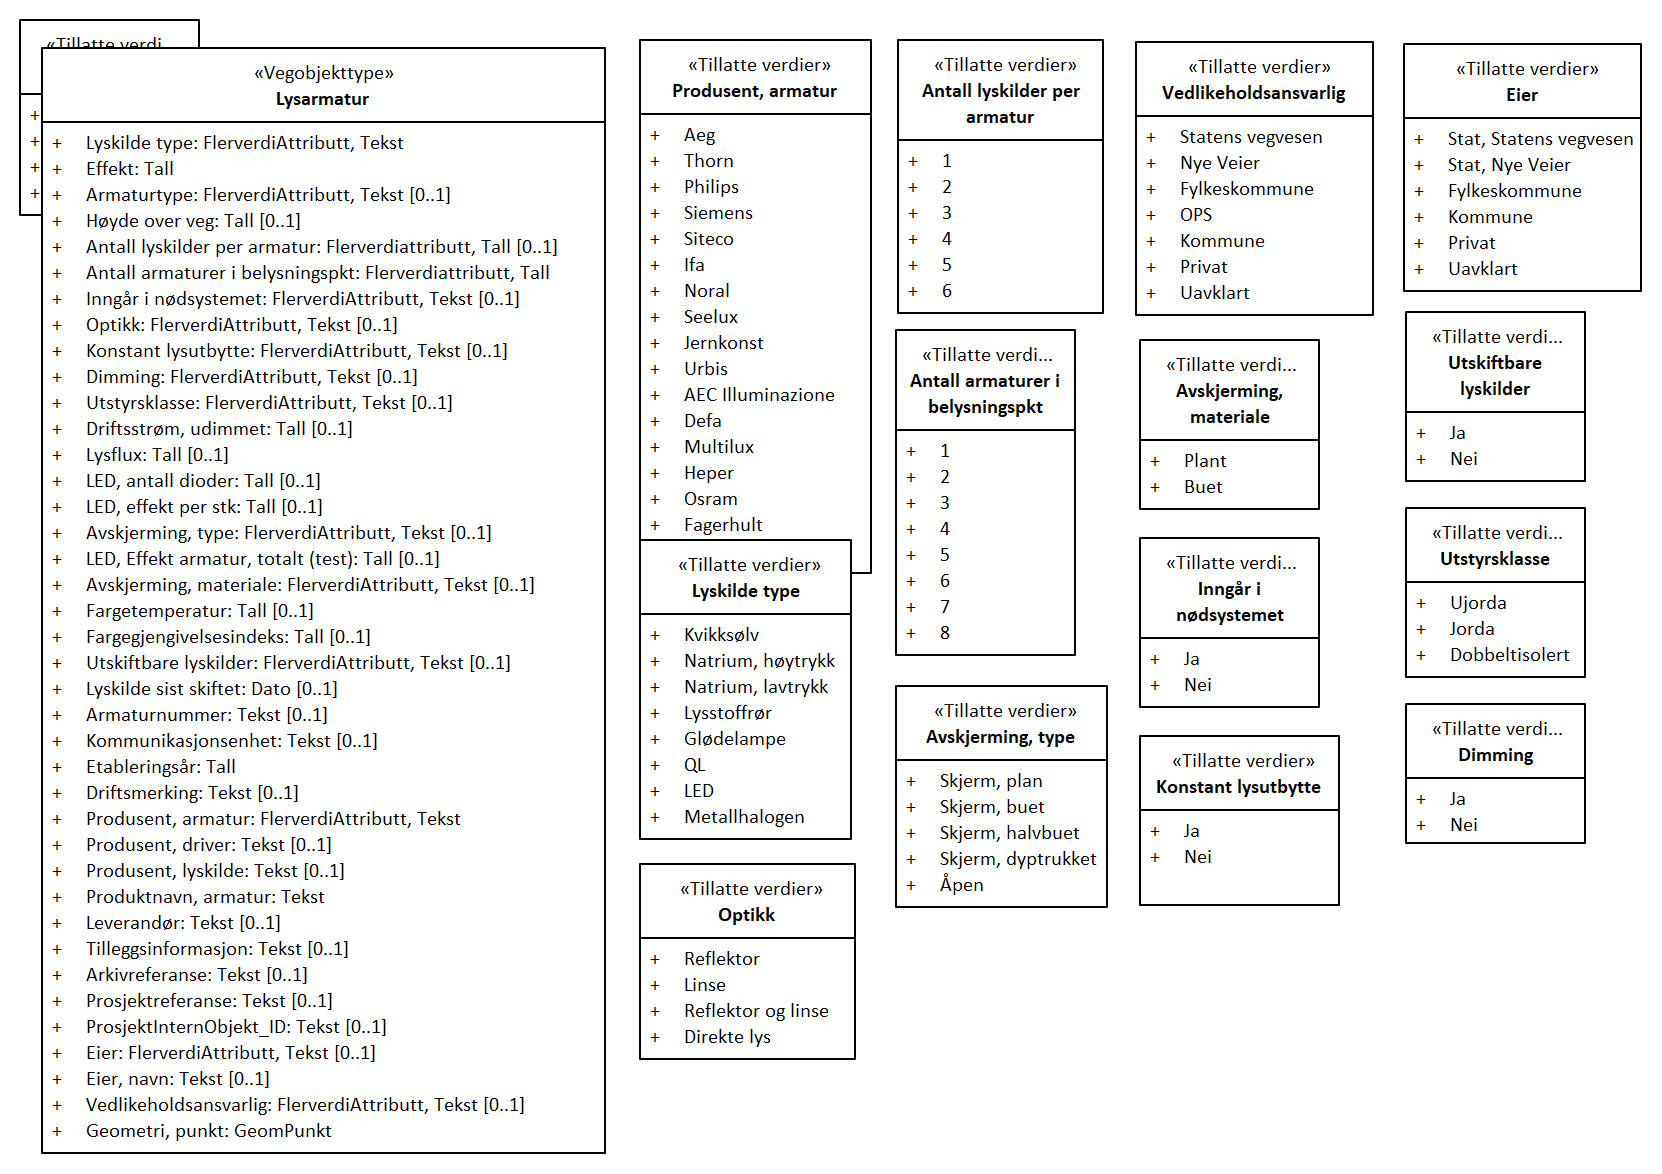 «Tillatte verdi...
+
+
+
+
«Vegobjekttype»
Lysarmatur
+ Lyskilde type: FlerverdiAttributt, Tekst
+ Effekt: Tall
+ Armaturtype: FlerverdiAttributt, Tekst [0..1]
+ Høyde over veg: Tall [0..1]
+ Antall lyskilder per armatur: Flerverdiattributt, Tall [0..1]
+ Antall armaturer i belysningspkt: Flerverdiattributt, Tall
+ Inngår i nødsystemet: FlerverdiAttributt, Tekst [0..1]
+ Optikk: FlerverdiAttributt, Tekst [0..1]
+ Konstant lysutbytte: FlerverdiAttributt, Tekst [0..1]
+ Dimming: FlerverdiAttributt, Tekst [0..1]
+ Utstyrsklasse: FlerverdiAttributt, Tekst [0..1]
+ Driftsstrøm, udimmet: Tall [0..1]
+ Lysflux: Tall [0..1]
+ LED, antall dioder: Tall [0..1]
+ LED, effekt per stk: Tall [0..1]
+ Avskjerming, type: FlerverdiAttributt, Tekst [0..1]
+ LED, Effekt armatur, totalt (test): Tall [0..1]
+ Avskjerming, materiale: FlerverdiAttributt, Tekst [0..1]
+ Fargetemperatur: Tall [0..1]
+ Fargegjengivelsesindeks: Tall [0..1]
+ Utskiftbare lyskilder: FlerverdiAttributt, Tekst [0..1]
+ Lyskilde sist skiftet: Dato [0..1]
+ Armaturnummer: Tekst [0..1]
+ Kommunikasjonsenhet: Tekst [0..1]
+ Etableringsår: Tall
+ Driftsmerking: Tekst [0..1]
+ Produsent, armatur: FlerverdiAttributt, Tekst
+ Produsent, driver: Tekst [0..1]
+ Produsent, lyskilde: Tekst [0..1]
+ Produktnavn, armatur: Tekst
+ Leverandør: Tekst [0..1]
+ Tilleggsinformasjon: Tekst [0..1]
+ Arkivreferanse: Tekst [0..1]
+ Prosjektreferanse: Tekst [0..1]
+ ProsjektInternObjekt_ID: Tekst [0..1]
+ Eier: FlerverdiAttributt, Tekst [0..1]
+ Eier, navn: Tekst [0..1]
+ Vedlikeholdsansvarlig: FlerverdiAttributt, Tekst [0..1]
+ Geometri, punkt: GeomPunkt
«Tillatte verdier»
Produsent, armatur
+ Aeg
+ Thorn
+ Philips
+ Siemens
+ Siteco
+ Ifa
+ Noral
+ Seelux
+ Jernkonst
+ Urbis
+ AEC Illuminazione
+ Defa
+ Multilux
+ Heper
+ Osram
+ Fagerhult
«Tillatte verdier»
Lyskilde type
+ Kvikksølv
+ Natrium, høytrykk
+ Natrium, lavtrykk
+ Lysstoffrør
+ Glødelampe
+ QL
+ LED
+ Metallhalogen
«Tillatte verdier»
Optikk
+ Reflektor
+ Linse
+ Reflektor og linse
+ Direkte lys
«Tillatte verdier»
Antall lyskilder per
armatur
+ 1
+ 2
+ 3
+ 4
+ 5
+ 6
«Tillatte verdi...
Antall armaturer i
belysningspkt
+ 1
+ 2
+ 3
+ 4
+ 5
+ 6
+ 7
+ 8
«Tillatte verdier»
Avskjerming, type
+ Skjerm, plan
+ Skjerm, buet
+ Skjerm, halvbuet
+ Skjerm, dyptrukket
+ Åpen
«Tillatte verdier»
Vedlikeholdsansvarlig
+ Statens vegvesen
+ Nye Veier
+ Fylkeskommune
+ OPS
+ Kommune
+ Privat
+ Uavklart
«Tillatte verdi...
Avskjerming,
materiale
+ Plant
+ Buet
«Tillatte verdi...
Inngår i
nødsystemet
+ Ja
+ Nei
«Tillatte verdier»
Konstant lysutbytte
+ Ja
+ Nei
«Tillatte verdier»
Eier
+ Stat, Statens vegvesen
+ Stat, Nye Veier
+ Fylkeskommune
+ Kommune
+ Privat
+ Uavklart
«Tillatte verdi...
Utskiftbare
lyskilder
+ Ja
+ Nei
«Tillatte verdi...
Utstyrsklasse
+ Ujorda
+ Jorda
+ Dobbeltisolert
«Tillatte verdi...
Dimming
+ Ja
+ Nei